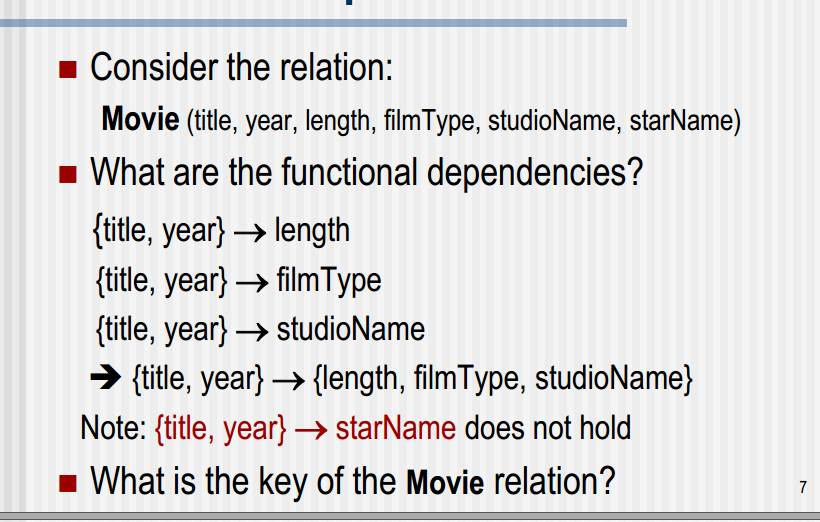 Consider the relation:
Movie (title, year, length, filmType, studioName, starName)
What are the functional dependencies?
{title, year} → length
{title, year} → filmType
{title, year} → studioName
➔ {title, year} → {length, filmType, studioName}
Note: {title, year} → starName does not hold
What is the key of the Movie relation?
7